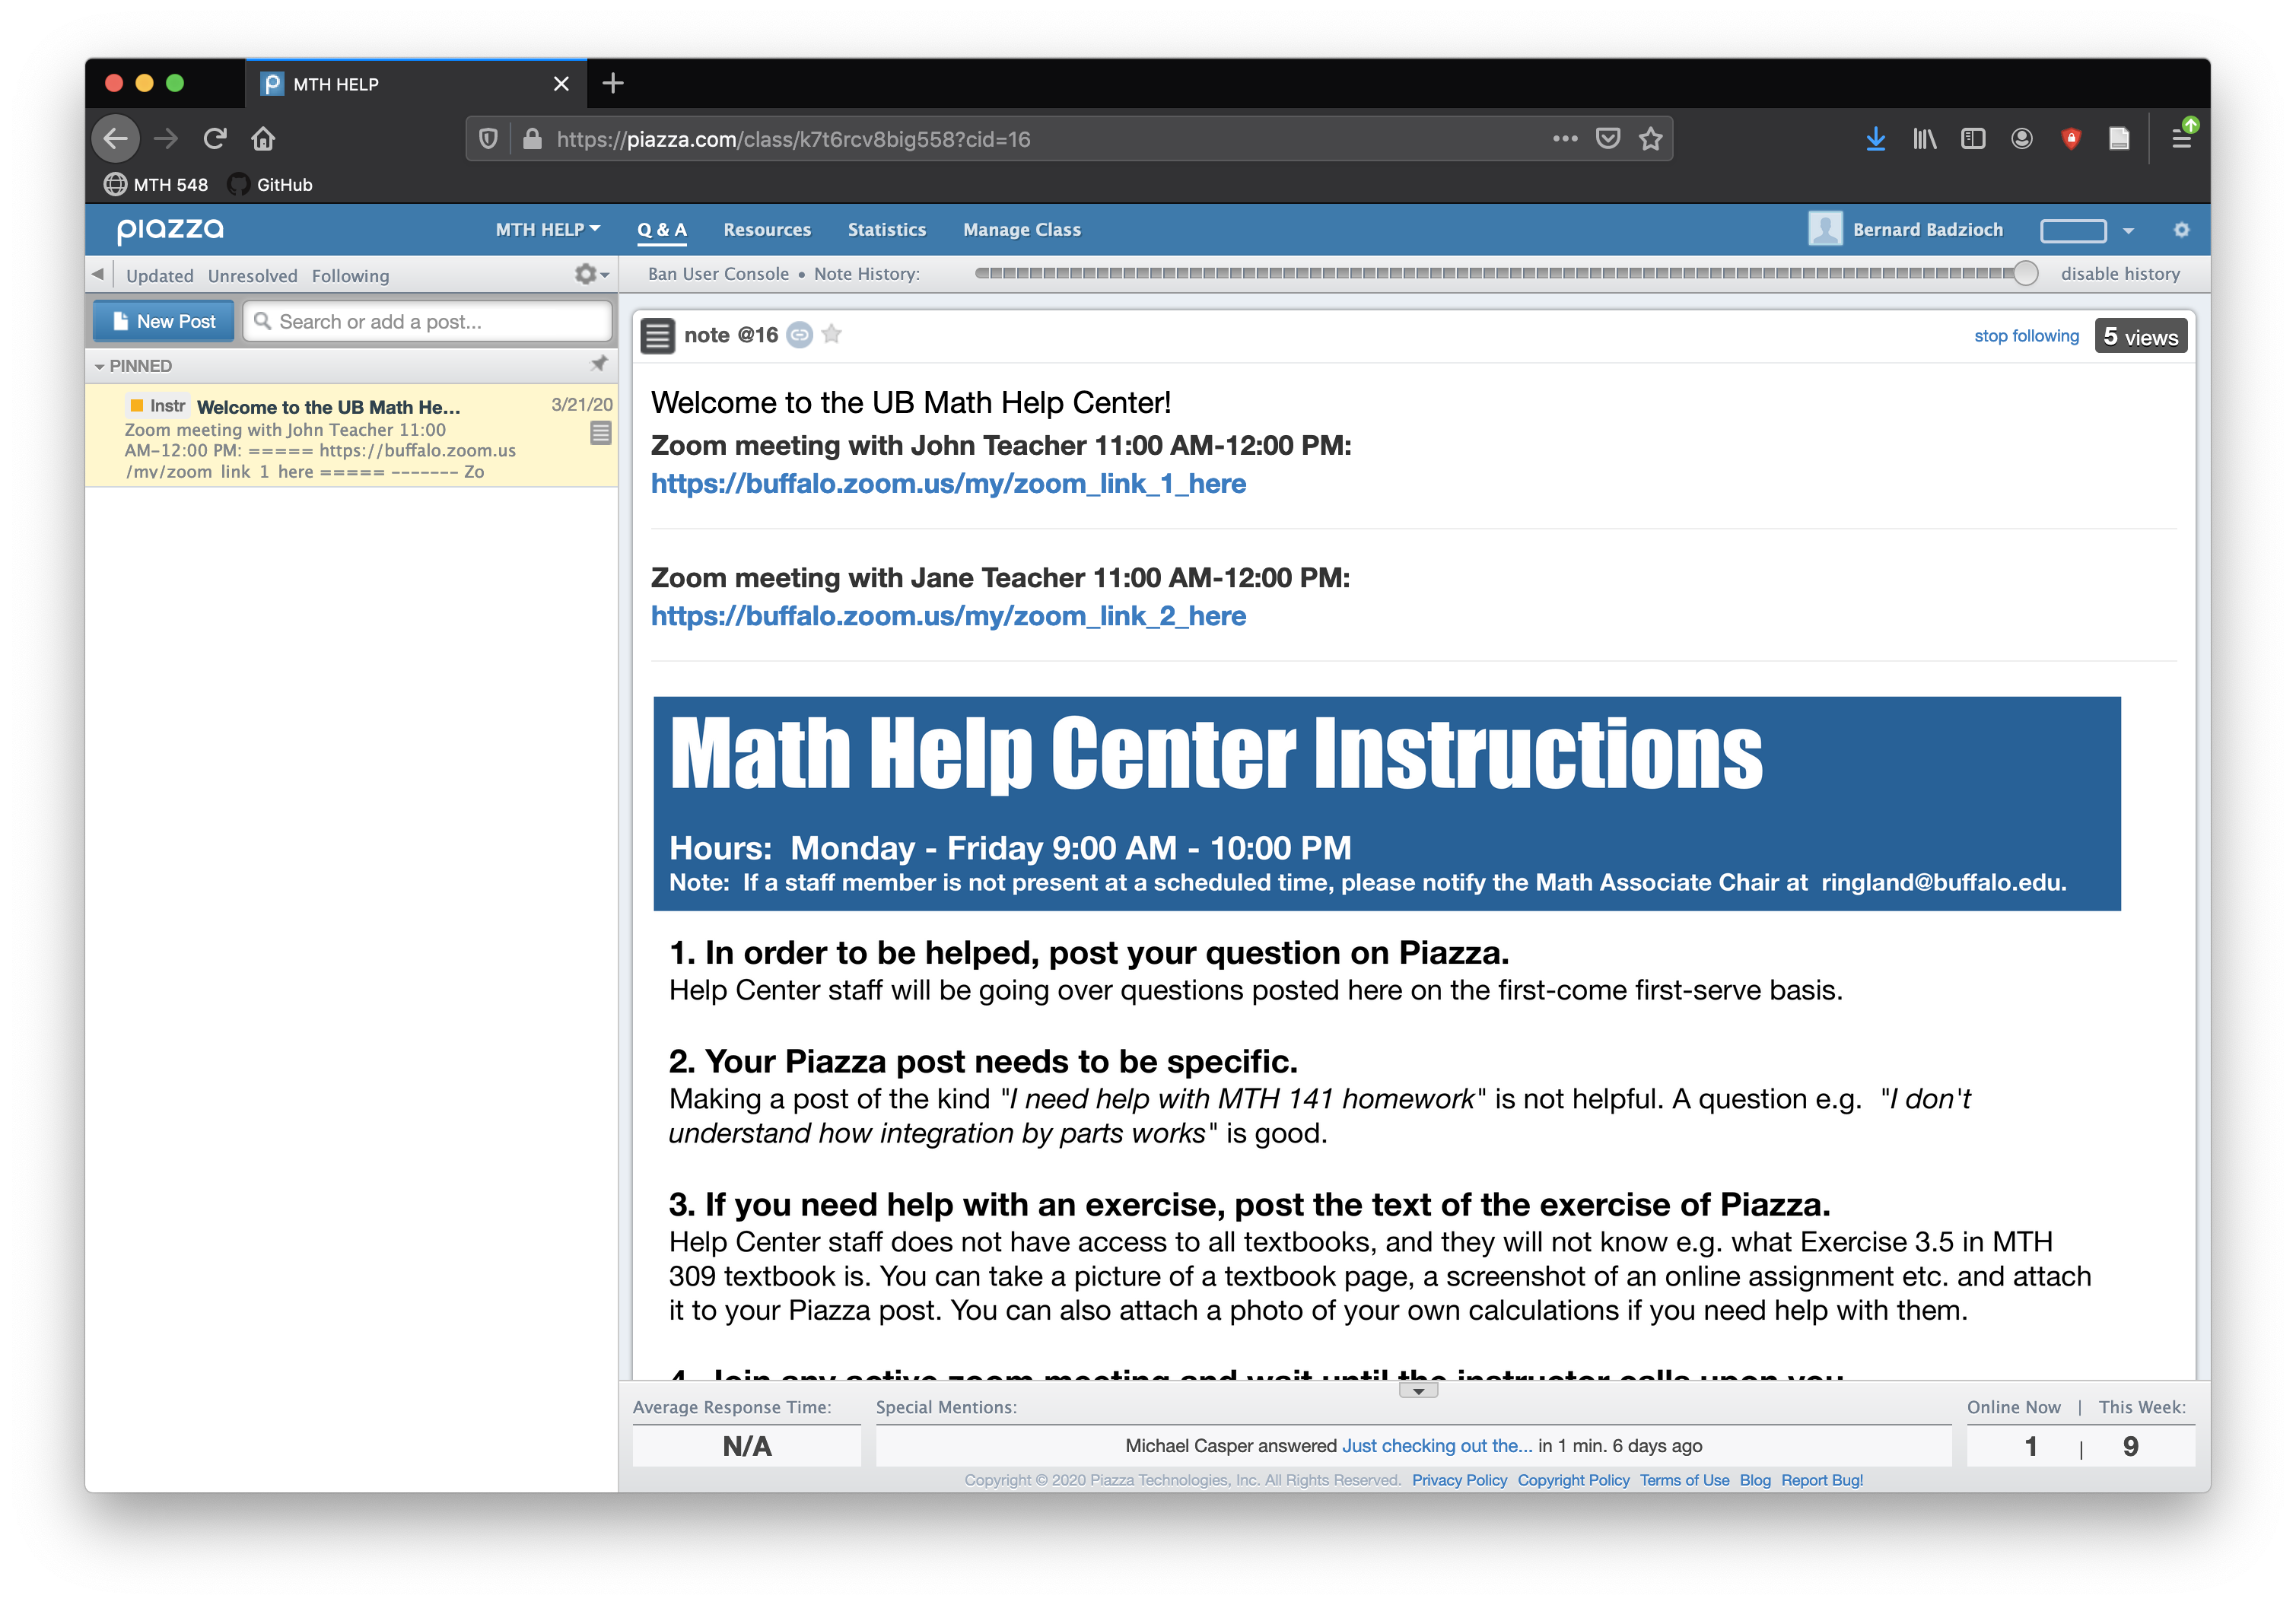 MTH HELP
https://piazza.com/class/k7t6rcv8big558?cid=16
MTH 548 GitHub
piazza MTH HELP Q & A Resources Statistics Manage Class Bernard Badzioch
Updated Unresolved Following
Ban User Console • Note History: disable history
New Post Search or add a post...
PINNED
Instr Welcome to the UB Math He... 3/21/20
Zoom meeting with John Teacher 11:00
AM-12:00 PM: ===== https://buffalo.zoom.us
/my/zoom_link_1_here ===== ------- Zo
note @16 stop following 5 views
Welcome to the UB Math Help Center!
Zoom meeting with John Teacher 11:00 AM-12:00 PM:
https://buffalo.zoom.us/my/zoom_link_1_here
Zoom meeting with Jane Teacher 11:00 AM-12:00 PM:
https://buffalo.zoom.us/my/zoom_link_2_here
Math Help Center Instructions
Hours: Monday - Friday 9:00 AM - 10:00 PM
Note: If a staff member is not present at a scheduled time, please notify the Math Associate Chair at ringland@buffalo.edu.
1. In order to be helped, post your question on Piazza.
Help Center staff will be going over questions posted here on the first-come first-serve basis.
2. Your Piazza post needs to be specific.
Making a post of the kind "I need help with MTH 141 homework" is not helpful. A question e.g. "I don't
understand how integration by parts works" is good.
3. If you need help with an exercise, post the text of the exercise of Piazza.
Help Center staff does not have access to all textbooks, and they will not know e.g. what Exercise 3.5 in MTH
309 textbook is. You can take a picture of a textbook page, a screenshot of an online assignment etc. and attach
it to your Piazza post. You can also attach a photo of your own calculations if you need help with them.
4. Join any active zoom meeting and wait until the instructor calls upon you.
Average Response Time: Special Mentions: Online Now | This Week:
N/A Michael Casper answered Just checking out the... in 1 min. 6 days ago 1 | 9
Copyright © 2020 Piazza Technologies, Inc. All Rights Reserved. Privacy Policy Copyright Policy Terms of Use Blog Report Bug!